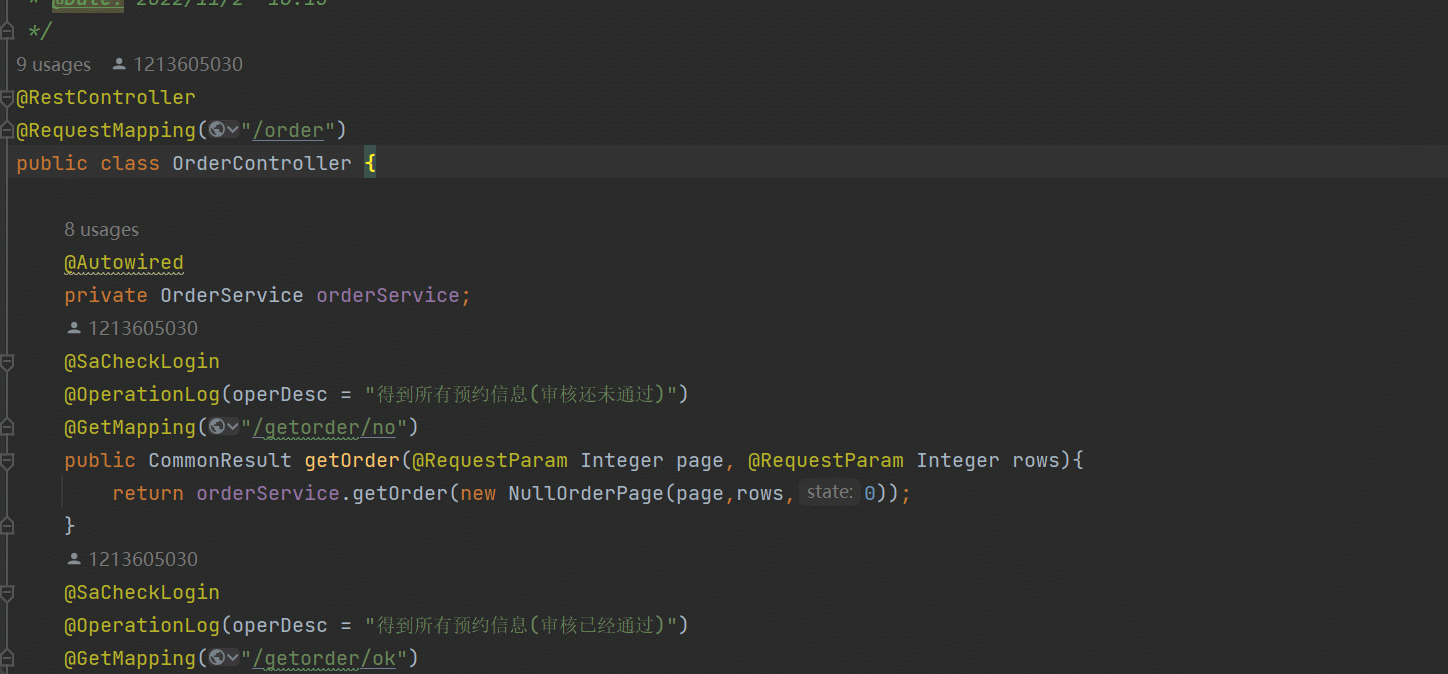 * @Date: 2022/11/2 16:15
*/
9 usages 1213605030
@RestController
@RequestMapping("/order")
public class OrderController {
8 usages
@Autowired
private OrderService orderService;
1213605030
@SaCheckLogin
@OperationLog(operDesc = "得到所有预约信息(审核还未通过)")
@GetMapping("/getorder/no")
public CommonResult getOrder(@RequestParam Integer page, @RequestParam Integer rows){
return orderService.getOrder(new NullOrderPage(page,rows, state: 0));
}
1213605030
@SaCheckLogin
@OperationLog(operDesc = "得到所有预约信息(审核已经通过)")
@GetMapping("/getorder/ok")